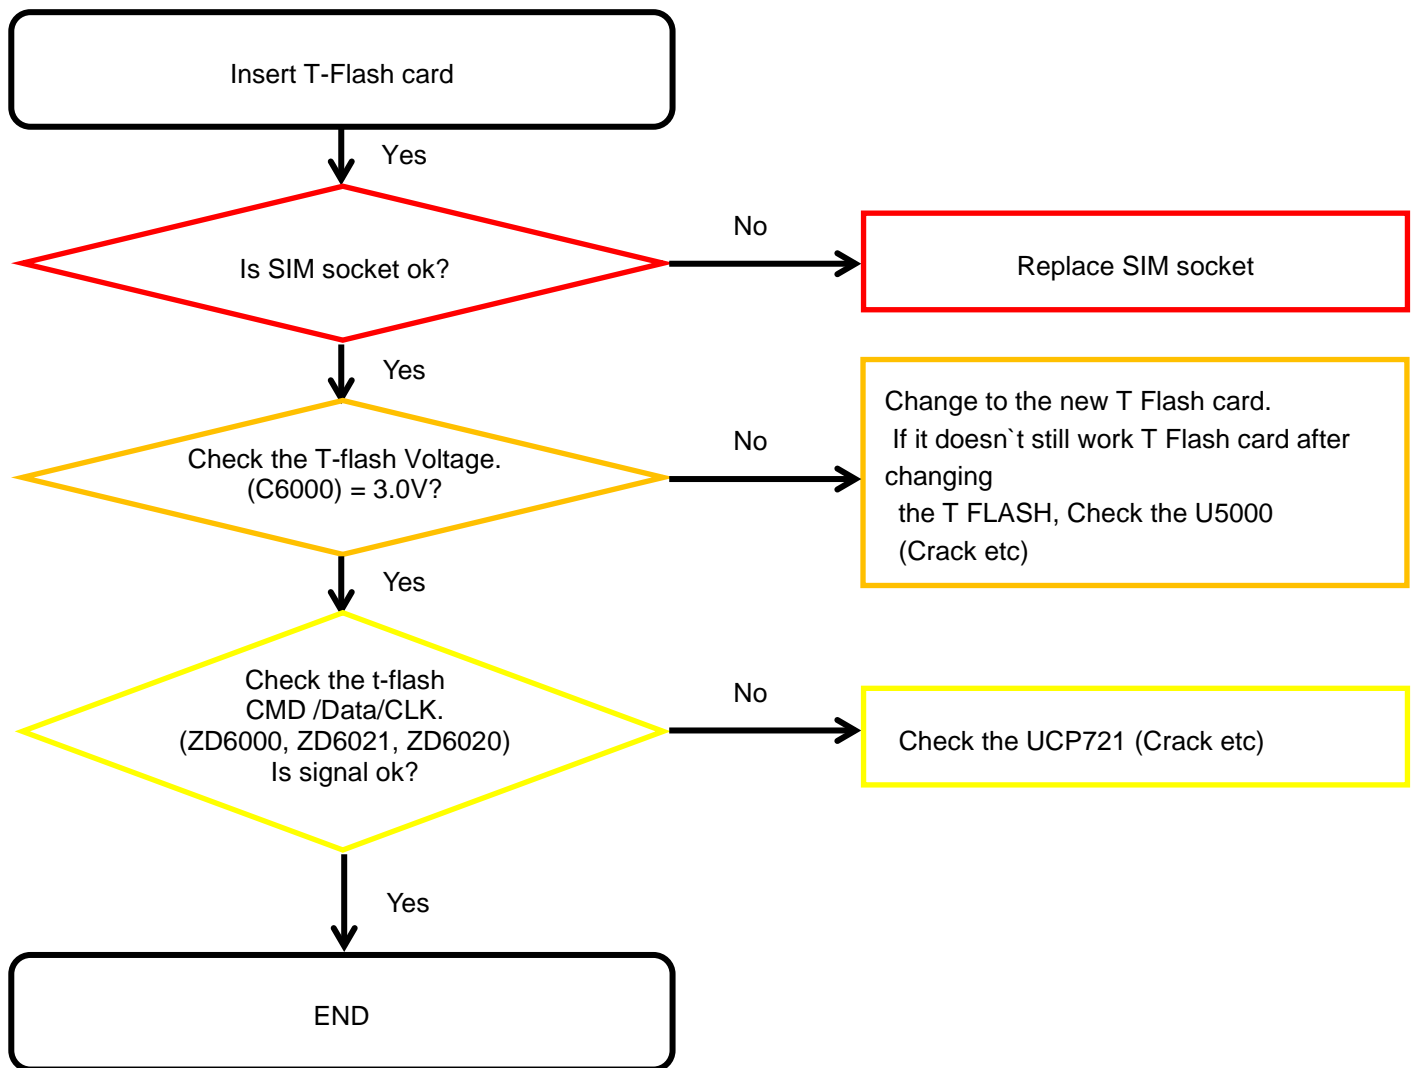 Insert T-Flash card
Yes
Is SIM socket ok?
No
Replace SIM socket
Yes
Check the T-flash Voltage.
(C6000) = 3.0V?
No
Change to the new T Flash card.
If it doesn`t still work T Flash card after
changing
the T FLASH, Check the U5000
(Crack etc)
Yes
Check the t-flash
CMD /Data/CLK.
(ZD6000, ZD6021, ZD6020)
Is signal ok?
No
Check the UCP721 (Crack etc)
Yes
END